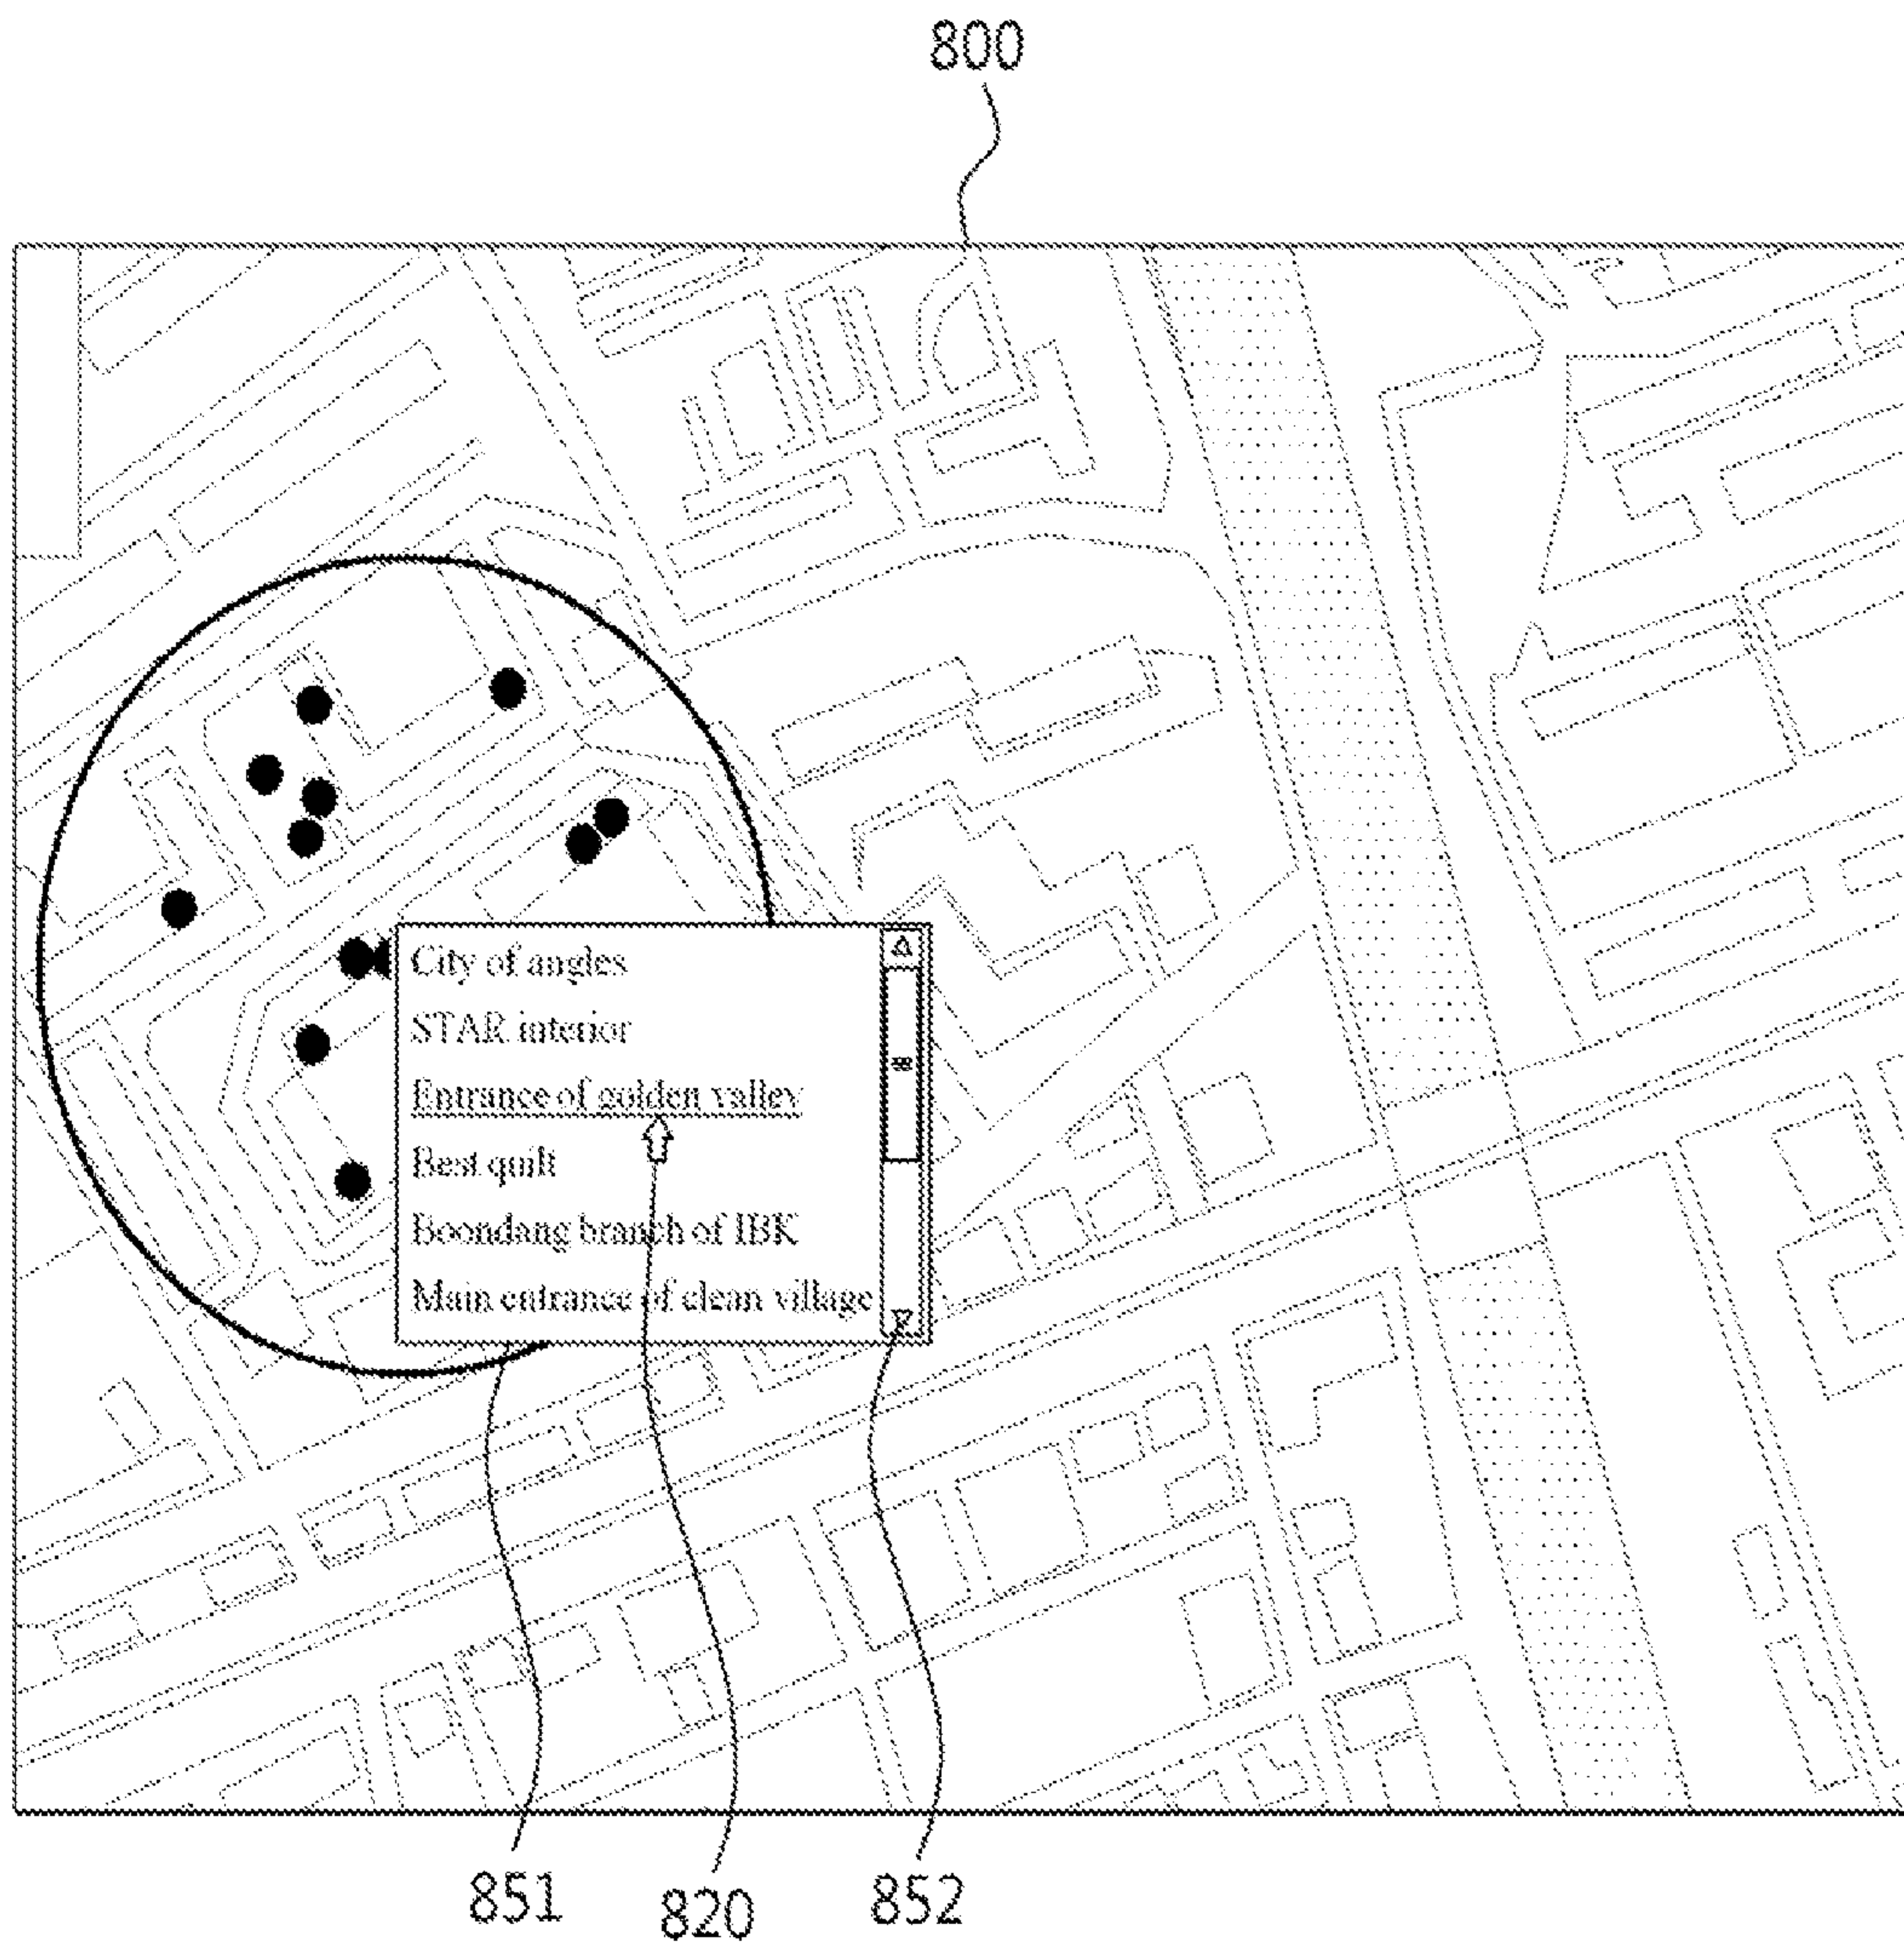 800
City of angles
STAR interior
Entrance of golden valley
Best quilt
Boondang branch of IBK
Main entrance of clean village
851
820
852